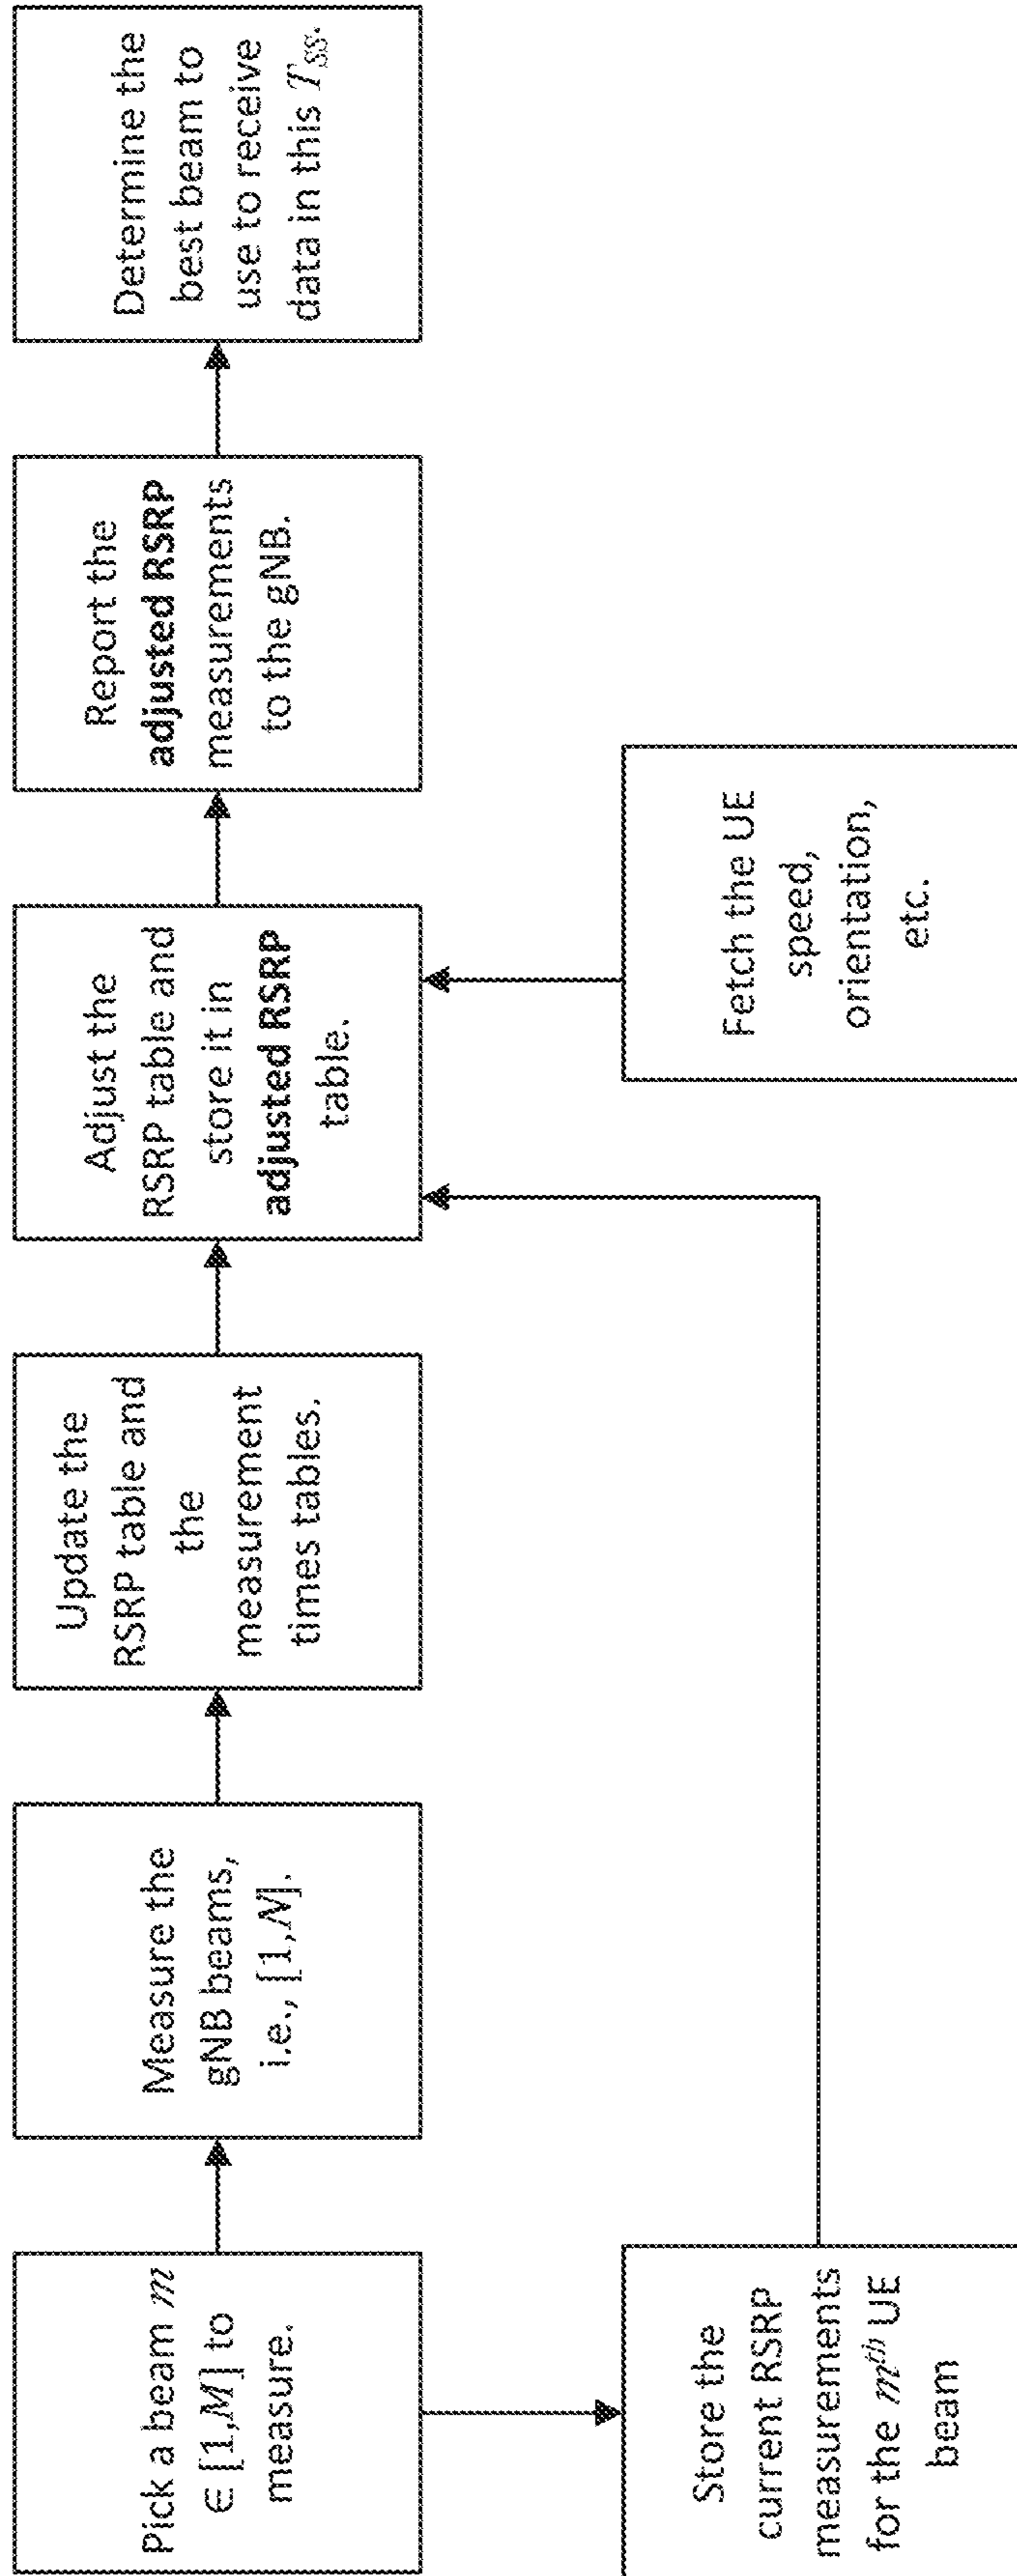 Pick a beam m
∈ [1,M] to
measure.
Measure the
gNB beams,
i.e., [1,N].
Update the
RSRP table and
the
measurement
times tables.
Adjust the
RSRP table and
store it in
adjusted RSRP
table.
Report the
adjusted RSRP
measurements
to the gNB.
Determine the
best beam to
use to receive
data in this Tss.
Store the
current RSRP
measurements
for the mth UE
beam
Fetch the UE
speed,
orientation,
etc.